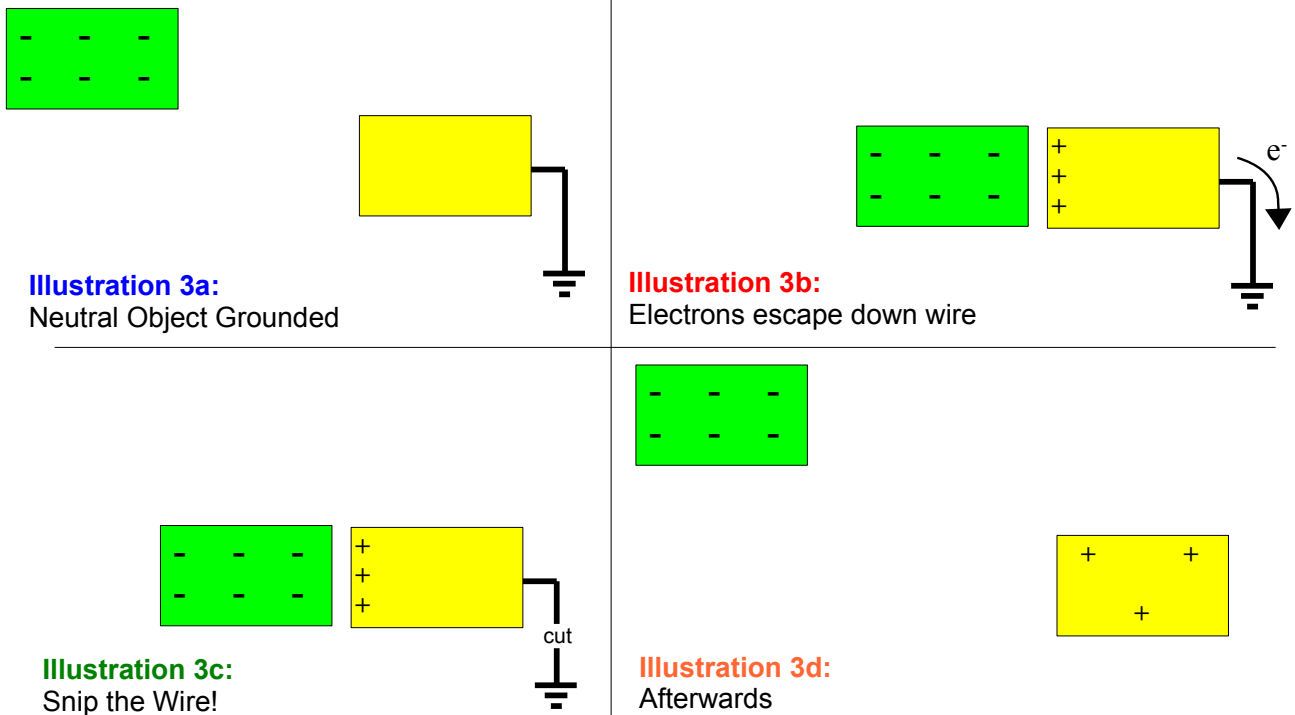 - - -
- - -
Illustration 3a:
Neutral Object Grounded
- - -
- - -
+
+
+
e-
Illustration 3b:
Electrons escape down wire
- - -
- - -
+
+
+
cut
Illustration 3c:
Snip the Wire!
- - -
- - -
+ +
+
Illustration 3d:
Afterwards